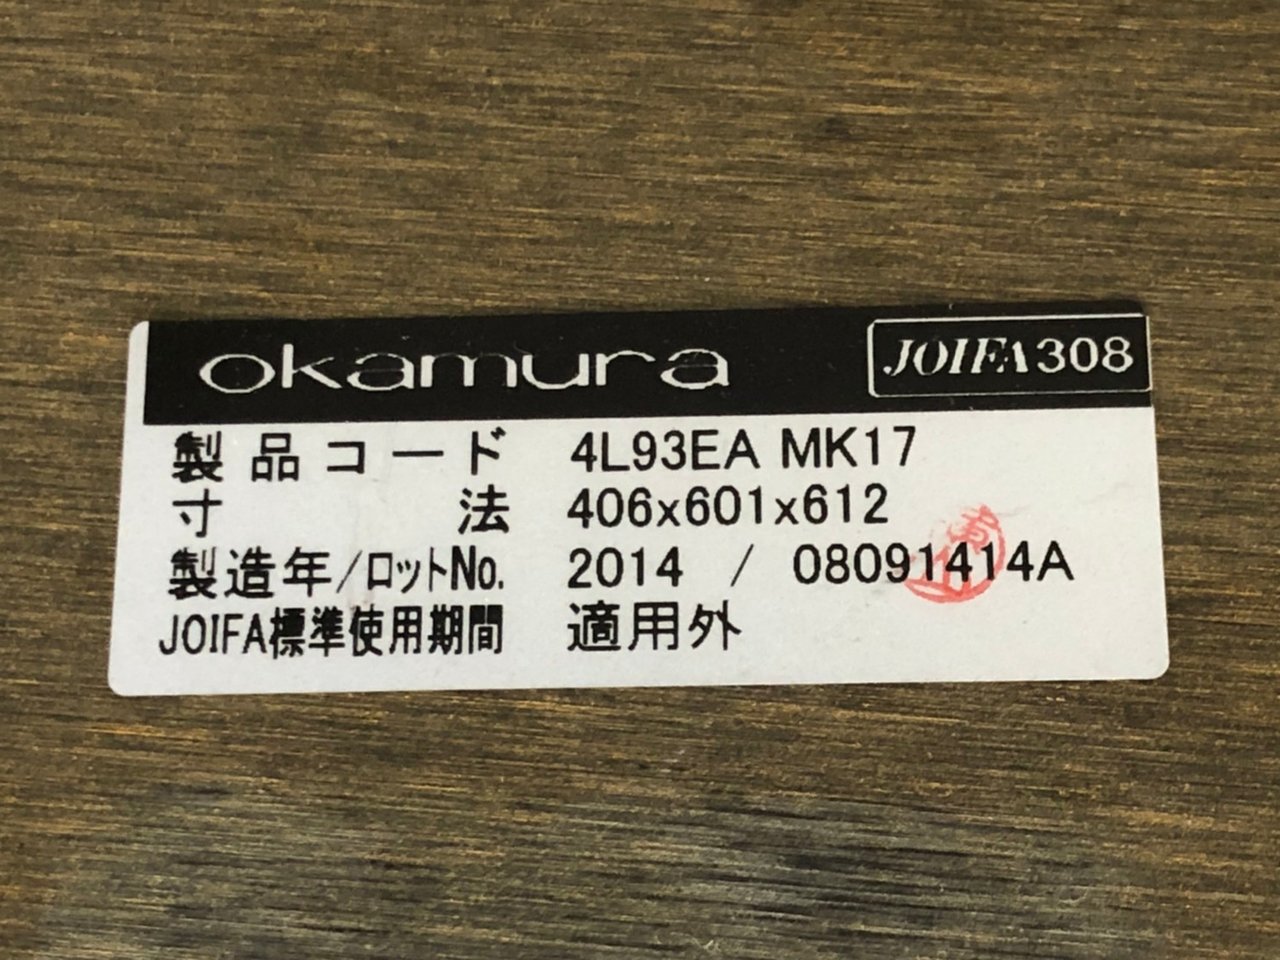 okamura JOIFA308
製品コード 4L93EA MK17
寸法 406x601x612
製造年/ロットNo. 2014 / 08091414A
JOIFA標準使用期間 適用外